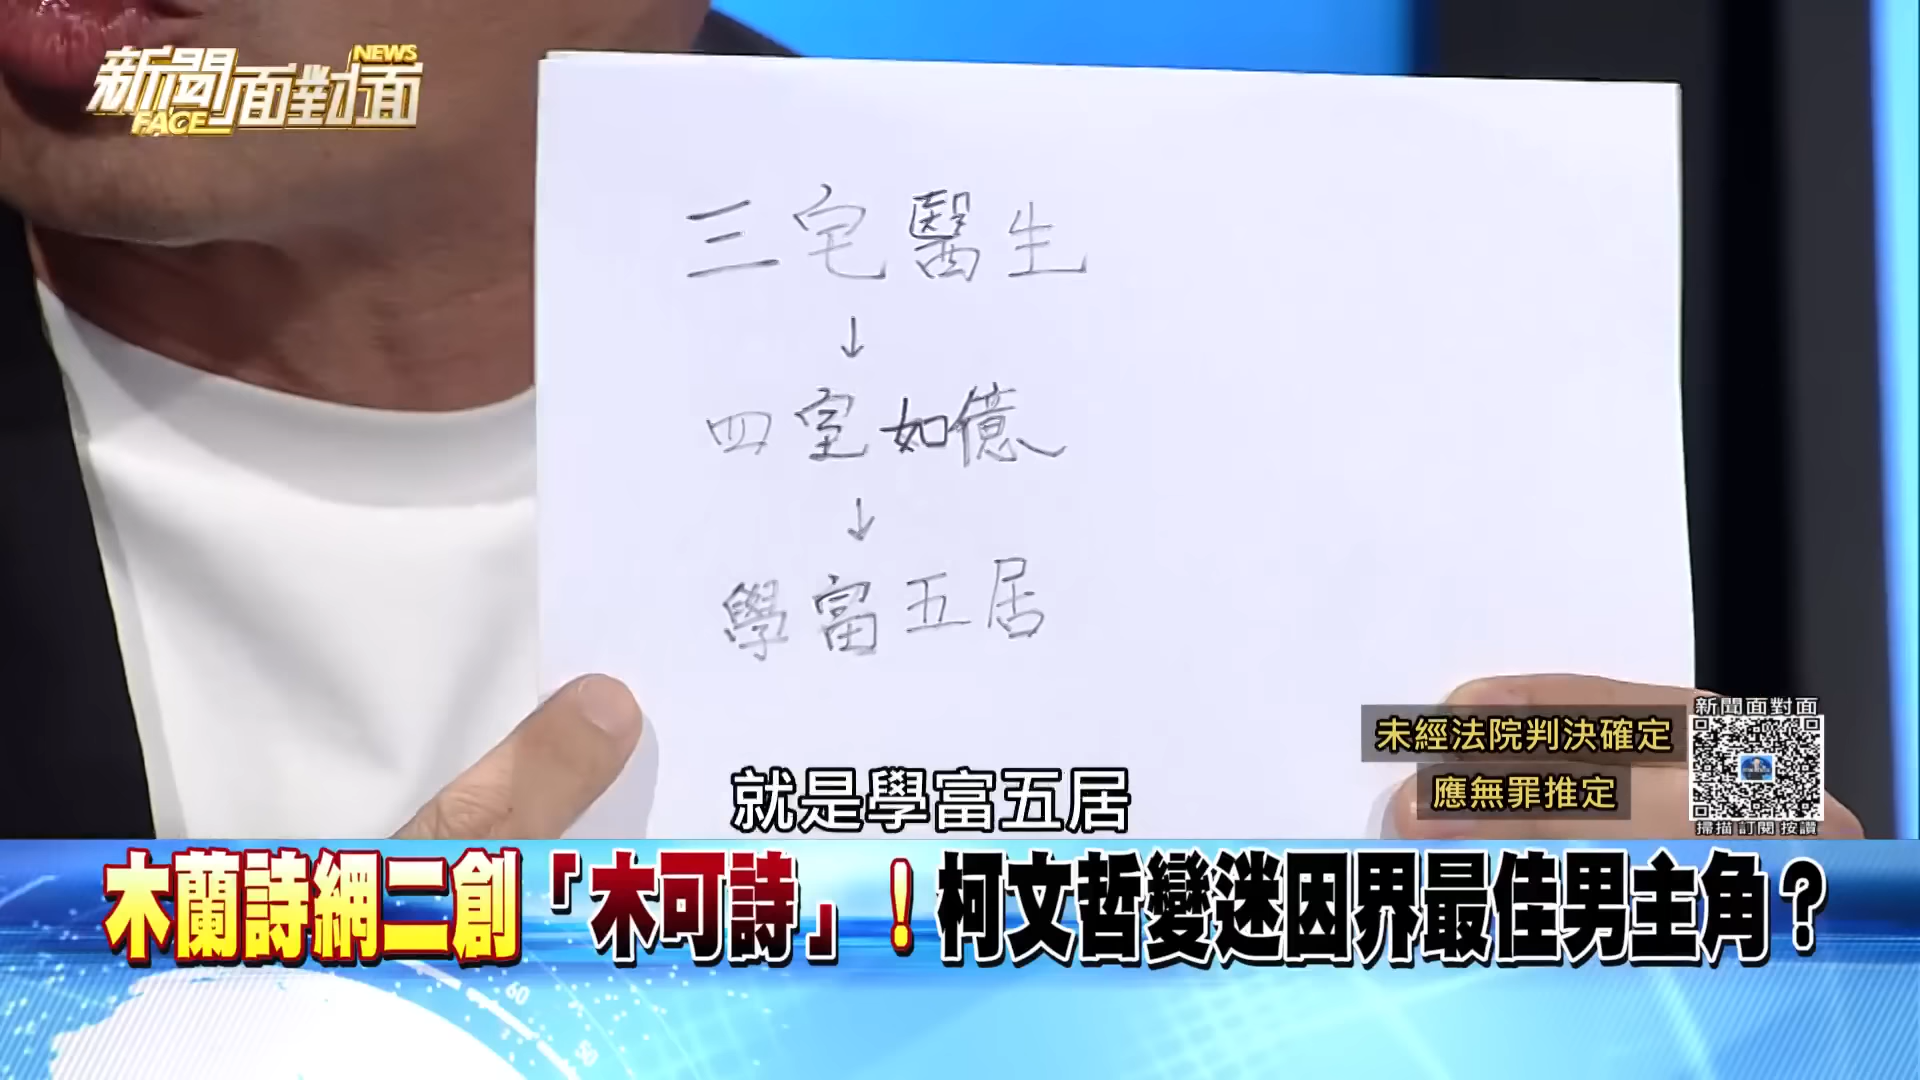 新聞面對面
NEWS
FACE
三宅醫生
↓
四室如億
↓
學富五居
未經法院判決確定
應無罪推定
新聞面對面
掃描 訂閱 按讚
就是學富五居
木蘭詩網二創「木可詩」！柯文哲變迷因界最佳男主角？
60
50